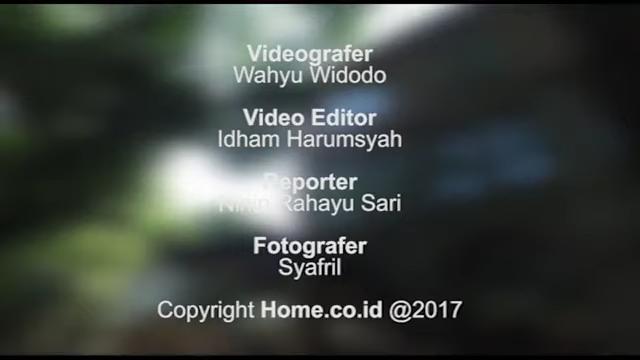 Videografer
Wahyu Widodo
Video Editor
Idham Harumsyah
Reporter
Rahayu Sari
Fotografer
Syafril
Copyright Home.co.id @2017